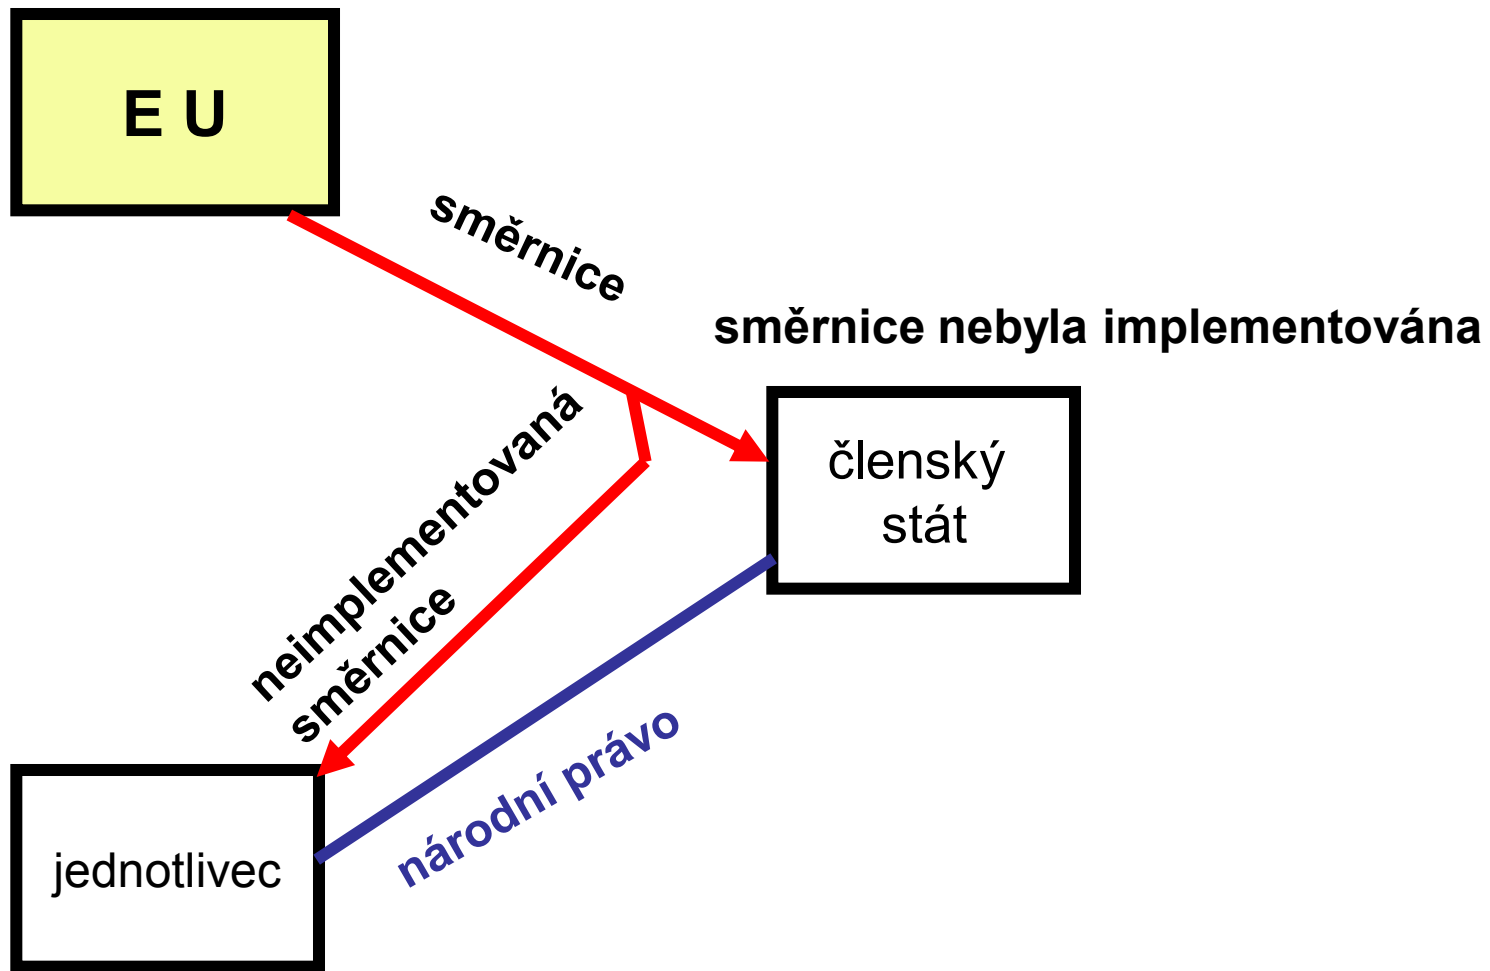 E U
směrnice
směrnice nebyla implementována
členský
stát
neimplementovaná
směrnice
národní právo
jednotlivec